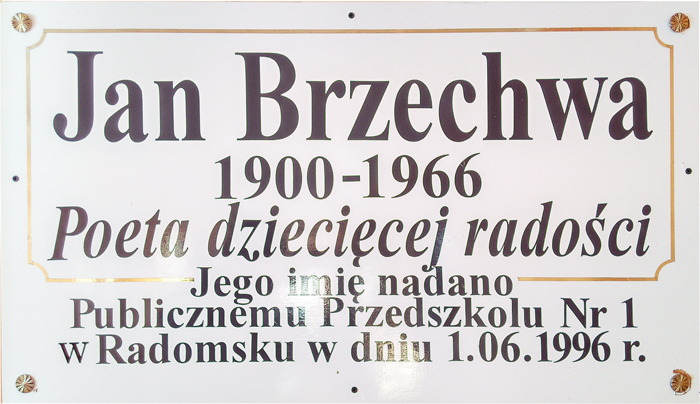 Jan Brzechwa
1900-1966
Poeta dziecięcej radości
Jego imię nadano
Publicznemu Przedszkolu Nr 1
w Radomsku w dniu 1.06.1996 r.